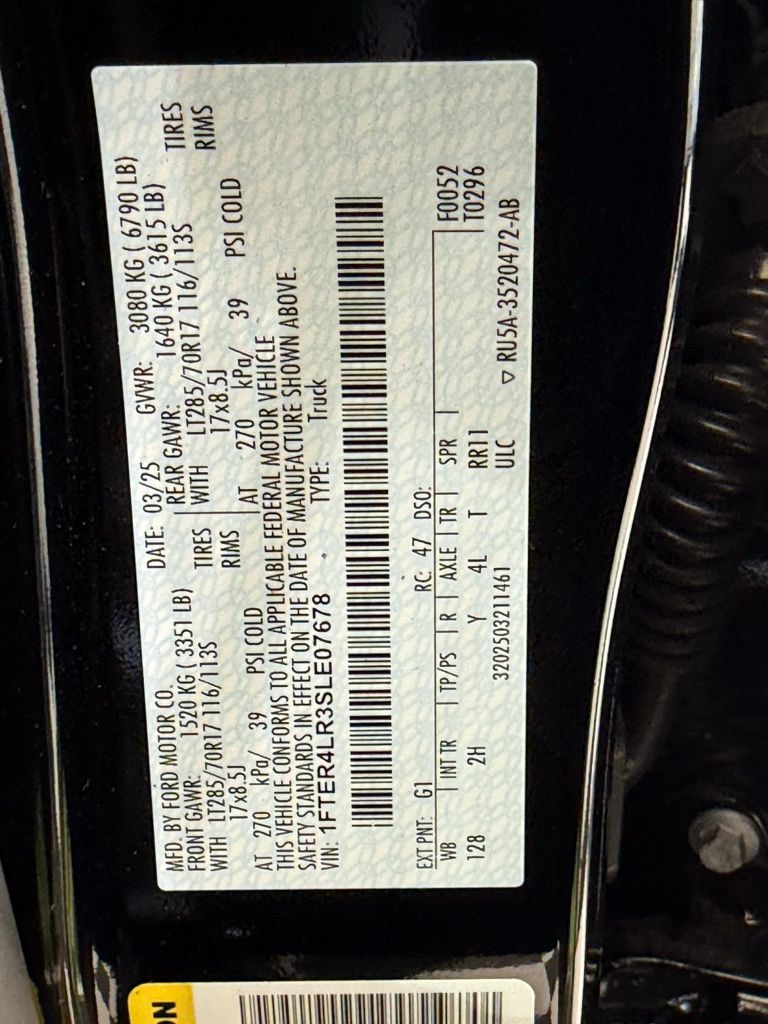 MFD. BY FORD MOTOR CO.
DATE: 03/25 GVWR: 3080 KG ( 6790 LB)
FRONT GAWR: 1520 KG ( 3351 LB)
WITH LT285/70R17 116/113S TIRES
17x8.5J RIMS
AT 270 kPa/ 39 PSI COLD
REAR GAWR: 1640 KG ( 3615 LB)
WITH LT285/70R17 116/113S TIRES
17x8.5J RIMS
AT 270 kPa/ 39 PSI COLD
THIS VEHICLE CONFORMS TO ALL APPLICABLE FEDERAL MOTOR VEHICLE
SAFETY STANDARDS IN EFFECT ON THE DATE OF MANUFACTURE SHOWN ABOVE.
VIN: 1FTER4LR3SLE07678 TYPE: Truck
EXT PNT: G1 RC: 47 DSO:
WB INT TR TP/PS R AXLE TR SPR F0052
128 2H Y 4L T RR11 T0296
ULC
3202503211461 ▽ RU5A-3520472-AB
ON